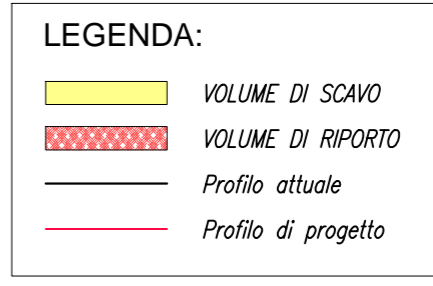 LEGENDA:
VOLUME DI SCAVO
VOLUME DI RIPORTO
Profilo attuale
Profilo di progetto